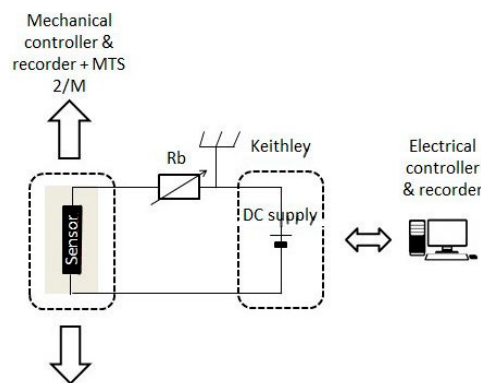 Mechanical
controller &
recorder + MTS
2/M
Keithley
Rb
DC supply
Sensor
Electrical
controller
& recorder